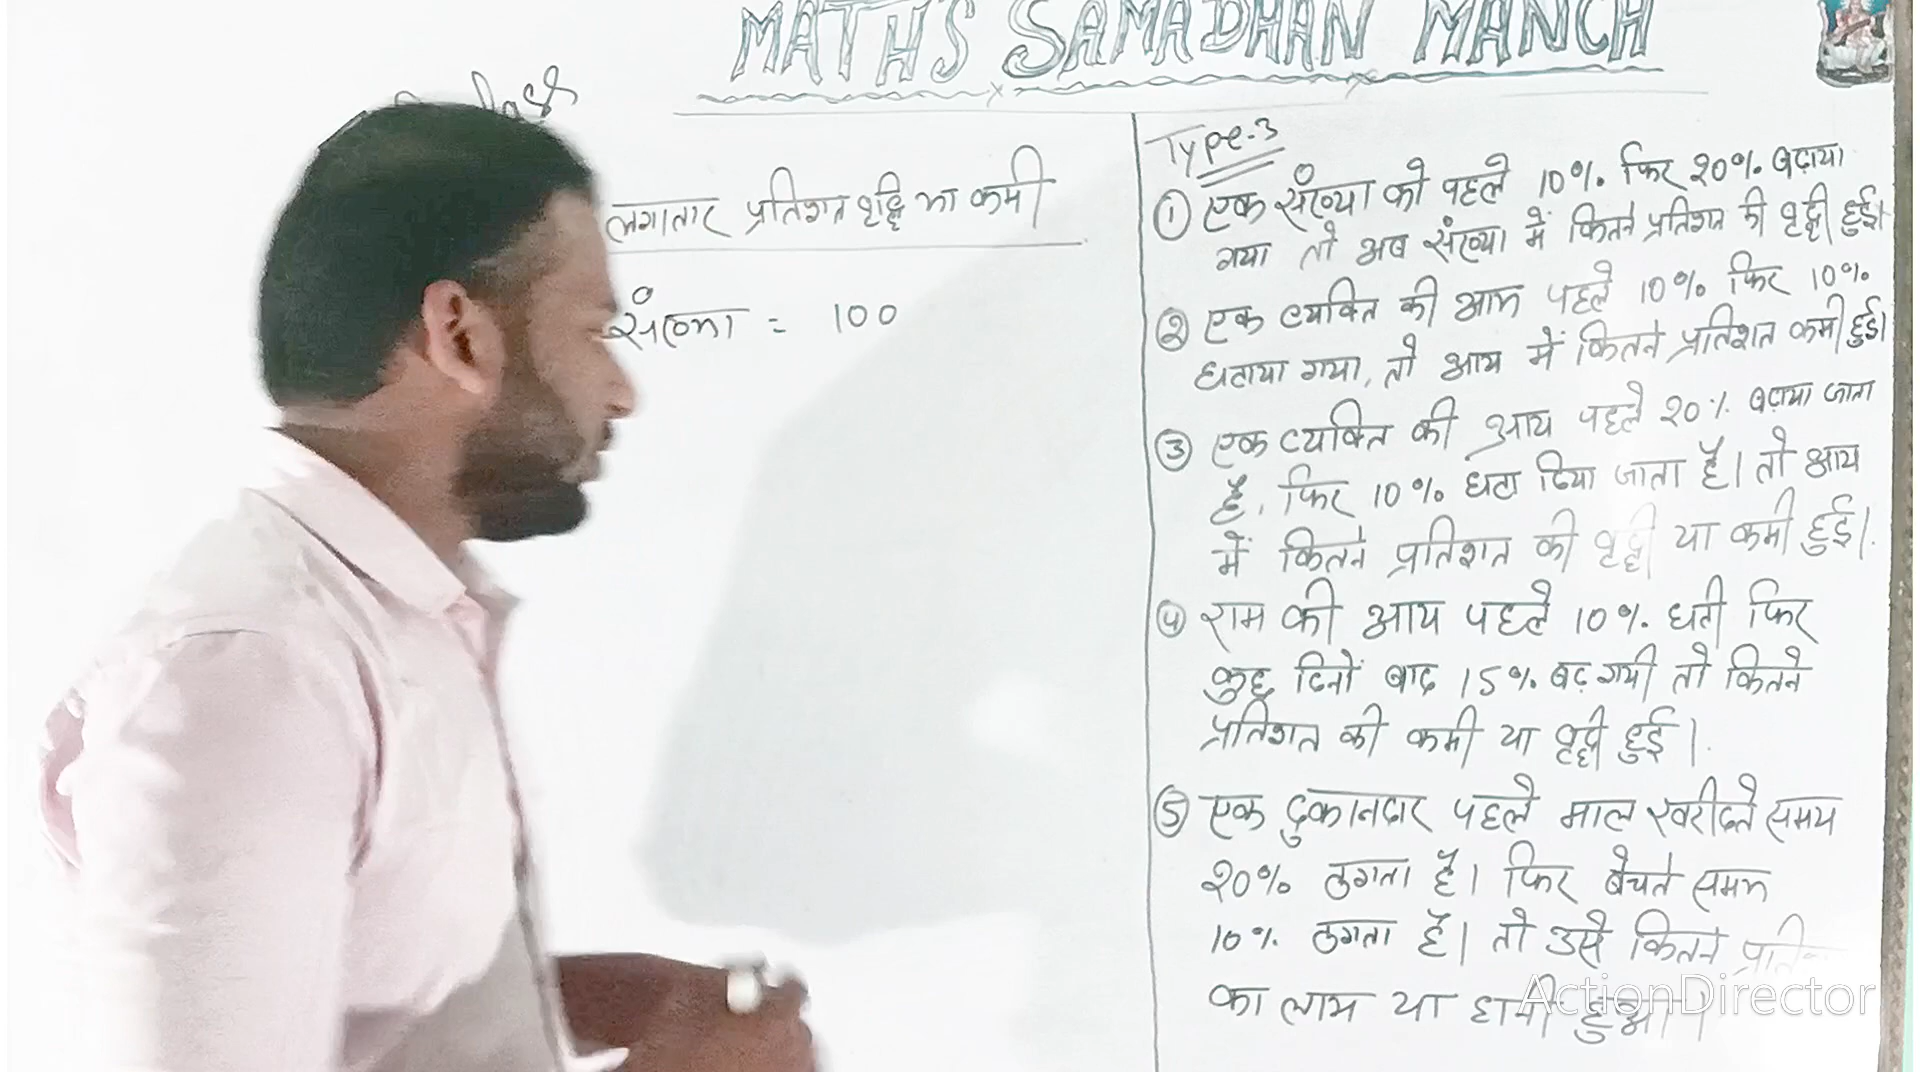 MATHS SAMADHAN MANCH
लगातार प्रतिशत वृद्धि या कमी
संख्या = 100
Type-3
① एक संख्या को पहले 10% फिर 20% बढ़ाया
गया तो अब संख्या में कितने प्रतिशत की वृद्धी हुई।
② एक व्यक्ति की आय पहले 10% फिर 10%
घटाया गया, तो आय में कितने प्रतिशत कमी हुई।
③ एक व्यक्ति की आय पहले 20% बढ़ाया जाता
है, फिर 10% घटा दिया जाता है। तो आय
में कितने प्रतिशत की वृद्धी या कमी हुई।
④ राम की आय पहले 10% घटी फिर
कुछ दिनों बाद 15% बढ़ गयी तो कितने
प्रतिशत की कमी या वृद्धी हुई।
⑤ एक दुकानदार पहले माल खरीदते समय
20% ठगता है। फिर बेचते समय
10% ठगता है। तो उसे कितने
का लाभ या हानी हुआ।
ActionDirector